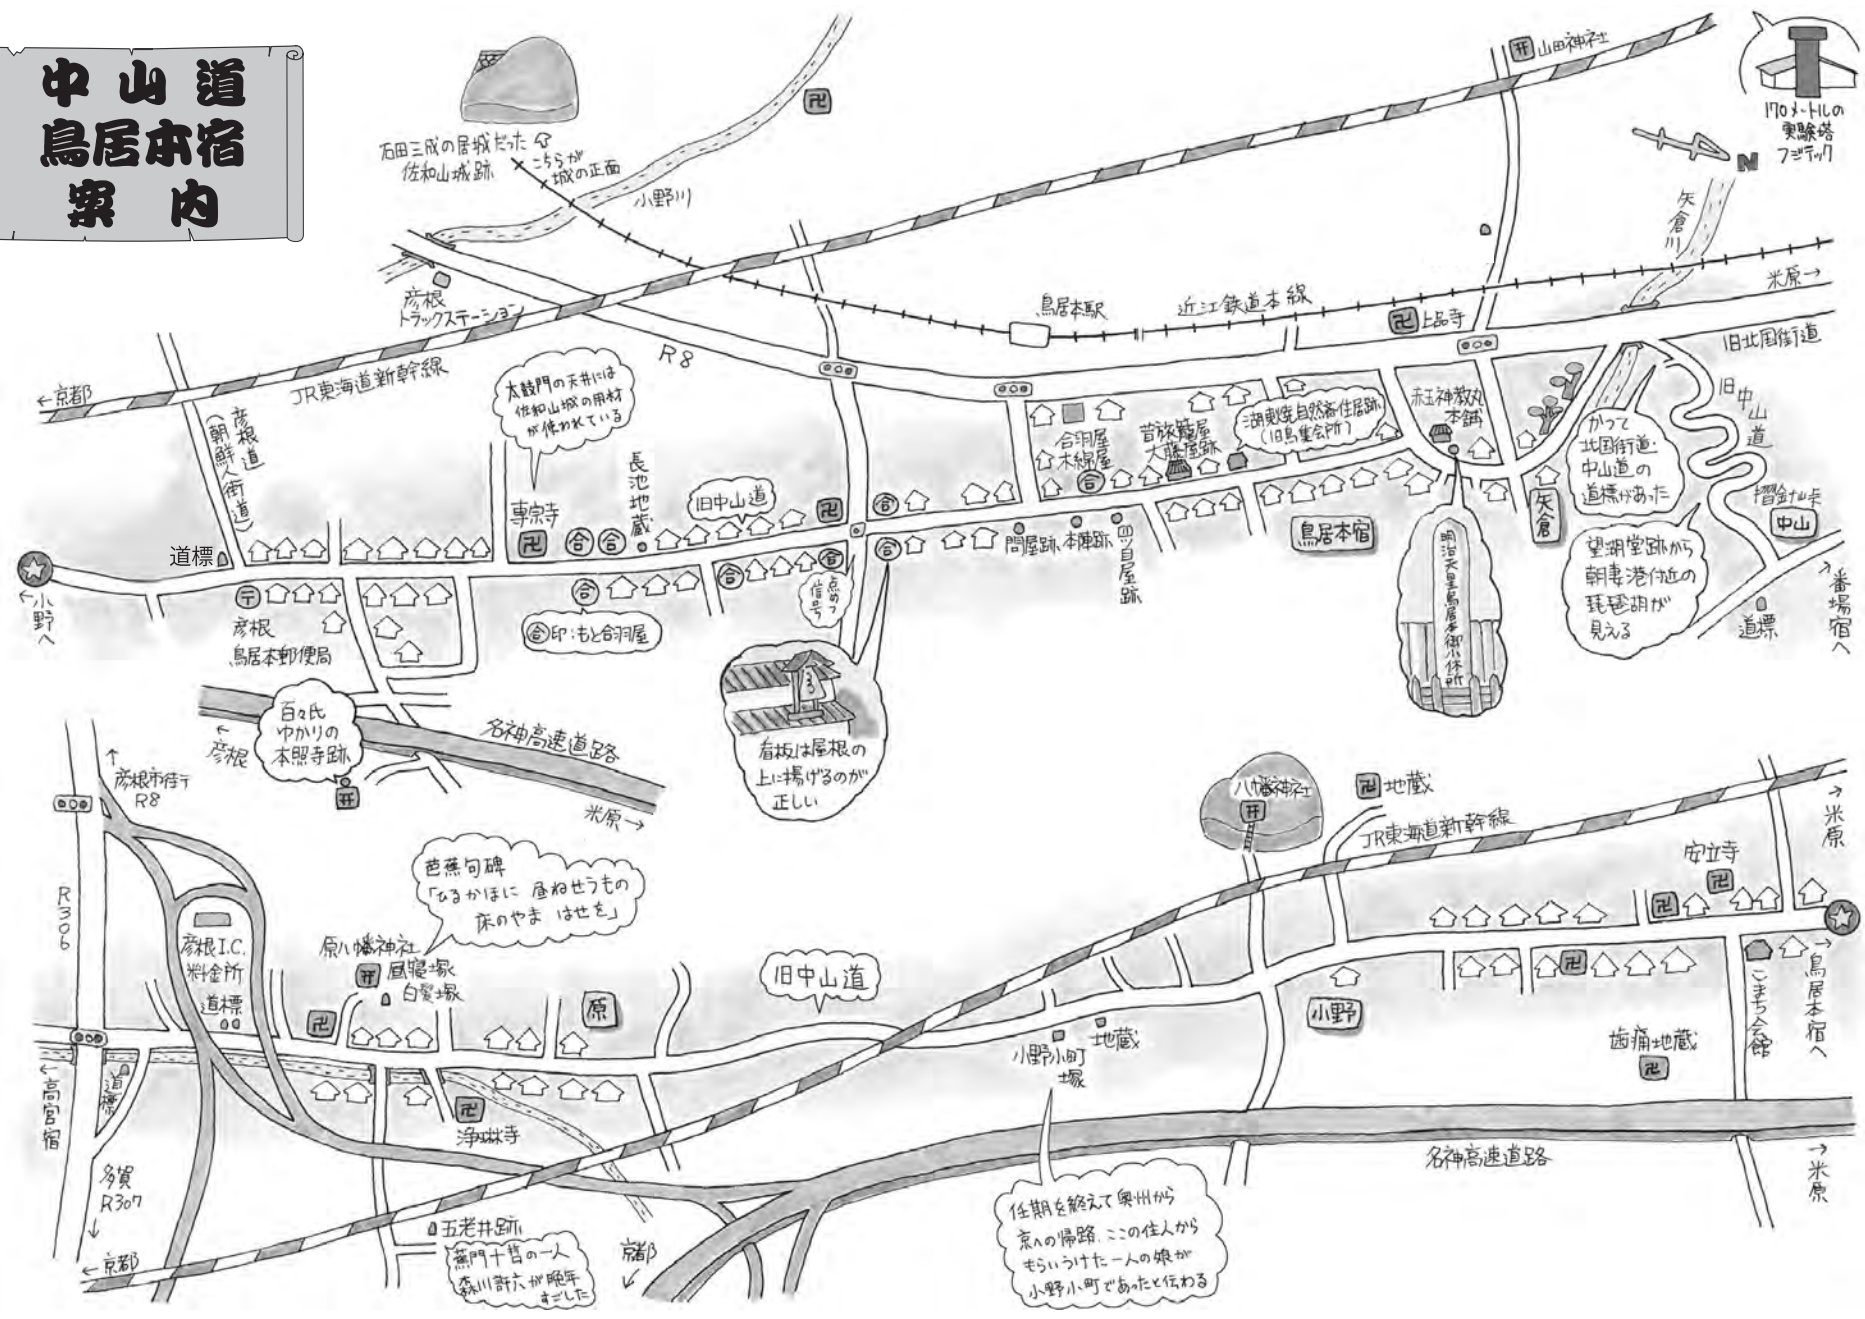 中山道
鳥居本宿
案内
石田三成の居城だった
佐和山城跡
こちらが
城の正面
小野川
山田神社
170メートルの
実験塔
フジテック
N
矢倉川
米原→
彦根
トラックステーション
鳥居本駅
近江鉄道本線
上品寺
旧北国街道
R8
←京都
JR東海道新幹線
彦根道
(朝鮮人街道)
太鼓門の天井には
佐和山城の用材
が使われている
専宗寺
長池地蔵
旧中山道
合羽屋
木綿屋
昔旅籠屋
大藤屋跡
湖東焼自然斎住居跡
(旧鳥集会所)
赤玉神教丸
本舗
かつて
北国街道・
中山道の
道標があった
旧中山道
摺針峠
中山
矢倉
望湖堂跡から
朝妻港付近の
琵琶湖が
見える
道標
→番場宿へ
道標
←小野へ
〒
彦根
鳥居本郵便局
合
合印:もと合羽屋
点めつ
信号
問屋跡
本陣跡
四ツ目屋跡
鳥居本宿
明治天皇鳥居本御小休所
看板は屋根の
上に揚げるのが
正しい
百々氏
ゆかりの
本照寺跡
←彦根
名神高速道路
米原→
↑彦根市街
R8
R306
彦根I.C.
料金所
道標
芭蕉句碑
「ひるかほに 昼ねせうもの
床のやま はせを」
原八幡神社
昼寝塚
白髪塚
原
旧中山道
八幡神社
地蔵
JR東海道新幹線
→米原
安立寺
小野
小野小町
塚
地蔵
こまち会館
→鳥居本宿へ
歯痛地蔵
←高宮宿
道標
浄琳寺
多賀
R307
←京都
五老井跡
蕉門十哲の一人
森川許六が晩年
すごした
京都
名神高速道路
→米原
任期を終えて奥州から
京への帰路、ここの住人から
もらいうけた一人の娘が
小野小町であったと伝わる